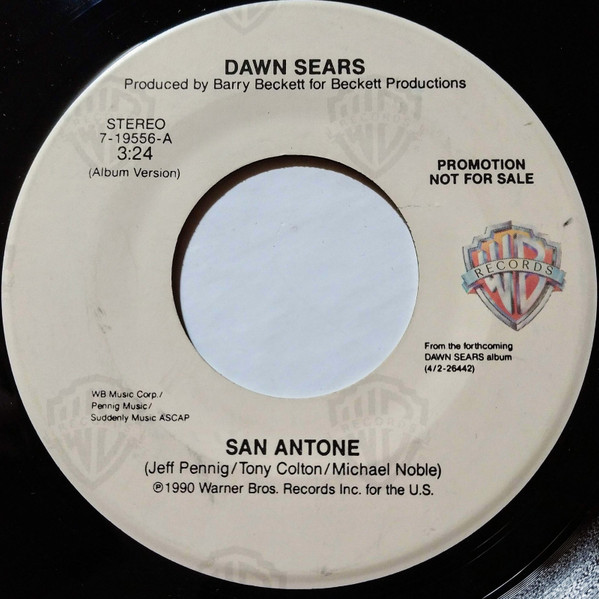 DAWN SEARS
Produced by Barry Beckett for Beckett Productions
STEREO
7-19556-A
3:24
(Album Version)
PROMOTION
NOT FOR SALE
WB
RECORDS
From the forthcoming
DAWN SEARS album
(4/2-26442)
WB Music Corp./
Pennig Music/
Suddenly Music ASCAP
SAN ANTONE
(Jeff Pennig/Tony Colton/Michael Noble)
℗1990 Warner Bros. Records Inc. for the U.S.